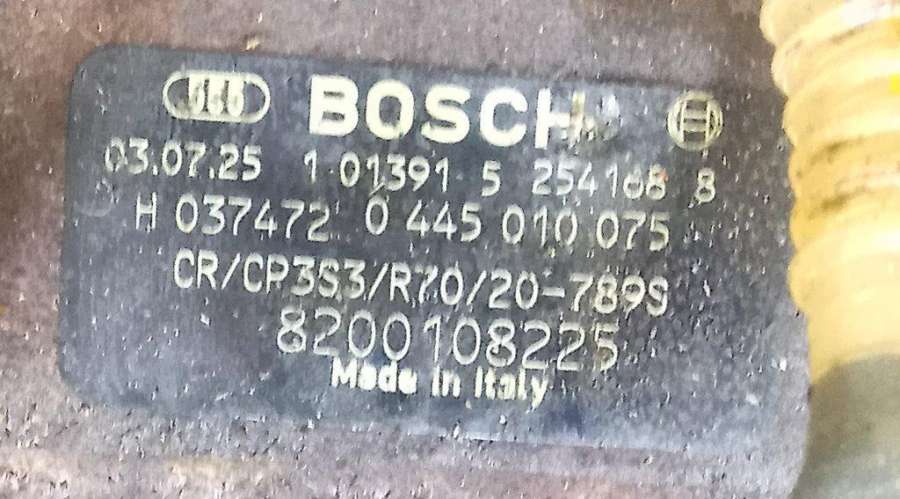 066 BOSCH
03.07.25 1 01391 5 254168 8
H 037472 0 445 010 075
CR/CP3S3/R70/20-789S
8200108225
Made in Italy